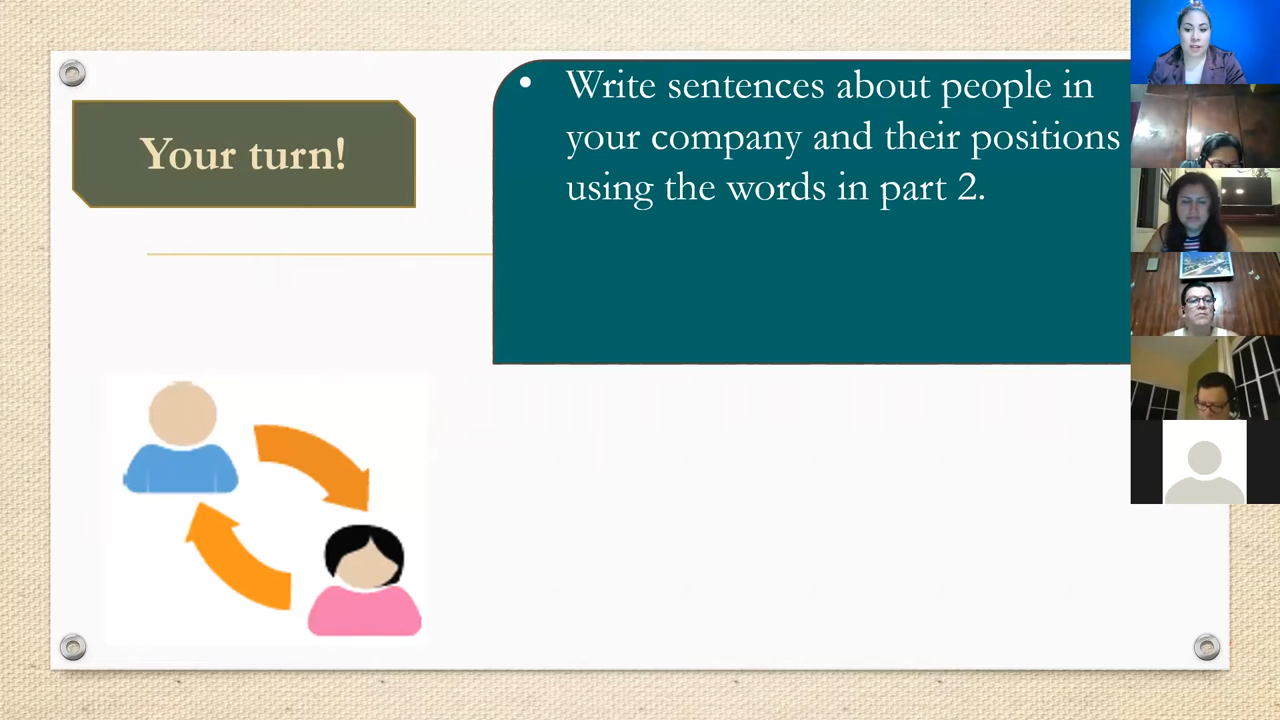 Your turn!
• Write sentences about people in
your company and their positions
using the words in part 2.